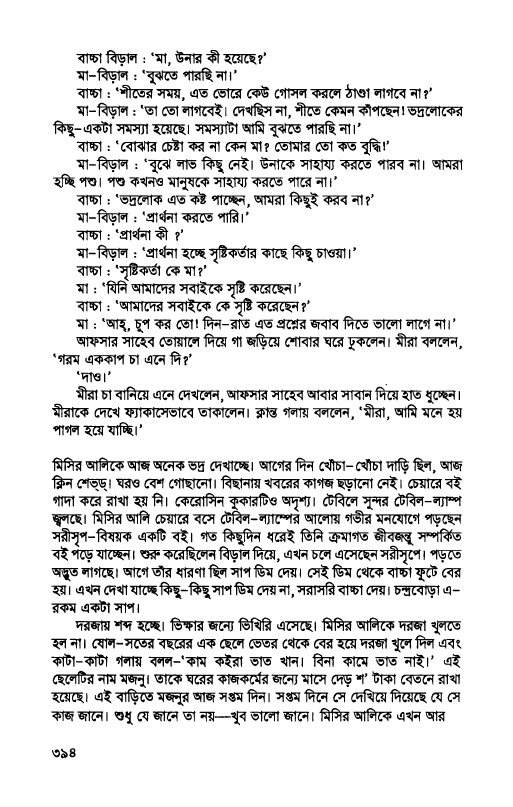 বাচ্চা বিড়াল : ‘মা, উনার কী হয়েছে?’
মা-বিড়াল : ‘বুঝতে পারছি না।’
বাচ্চা : ‘শীতের সময়, এত ভোরে কেউ গোসল করলে ঠাণ্ডা লাগবে না?’
মা-বিড়াল : ‘তা তো লাগবেই। দেখছিস না, শীতে কেমন কাঁপছেন! ভদ্রলোকের
কিছু-একটা সমস্যা হয়েছে। সমস্যাটা আমি বুঝতে পারছি না।’
বাচ্চা : ‘বোঝার চেষ্টা কর না কেন মা? তোমার তো কত বুদ্ধি!’
মা-বিড়াল : ‘বুঝে লাভ কিছু নেই। উনাকে সাহায্য করতে পারব না। আমরা
হচ্ছি পশু। পশু কখনও মানুষকে সাহায্য করতে পারে না।’
বাচ্চা : ‘ভদ্রলোক এত কষ্ট পাচ্ছেন, আমরা কিছুই করব না?’
মা-বিড়াল : ‘প্রার্থনা করতে পারি।’
বাচ্চা : ‘প্রার্থনা কী ?’
মা-বিড়াল : ‘প্রার্থনা হচ্ছে সৃষ্টিকর্তার কাছে কিছু চাওয়া।’
বাচ্চা : ‘সৃষ্টিকর্তা কে মা?’
মা : ‘যিনি আমাদের সবাইকে সৃষ্টি করেছেন।’
বাচ্চা : ‘আমাদের সবাইকে কে সৃষ্টি করেছেন?’
মা : ‘আহ্, চুপ কর তো! দিন-রাত এত প্রশ্নের জবাব দিতে ভালো লাগে না।’
আফসার সাহেব তোয়ালে দিয়ে গা জড়িয়ে শোবার ঘরে ঢুকলেন। মীরা বললেন,
‘গরম এককাপ চা এনে দি?’
‘দাও।’
মীরা চা বানিয়ে এনে দেখলেন, আফসার সাহেব আবার সাবান দিয়ে হাত ধুচ্ছেন।
মীরাকে দেখে ফ্যাকাসেভাবে তাকালেন। ক্লান্ত গলায় বললেন, ‘মীরা, আমি মনে হয়
পাগল হয়ে যাচ্ছি।’
মিসির আলিকে আজ অনেক ভদ্র দেখাচ্ছে। আগের দিন খোঁচা-খোঁচা দাড়ি ছিল, আজ
ক্লিন শেভ্ড্। ঘরও বেশ গোছানো। বিছানায় খবরের কাগজ ছড়ানো নেই। চেয়ারে বই
গাদা করে রাখা হয় নি। কেরোসিন কুকারটিও অদৃশ্য। টেবিলে সুন্দর টেবিল-ল্যাম্প
জ্বলছে। মিসির আলি চেয়ারে বসে টেবিল-ল্যাম্পের আলোয় গভীর মনযোগে পড়ছেন
সরীসৃপ-বিষয়ক একটি বই। গত কিছুদিন ধরেই তিনি ক্রমাগত জীবজন্তু সম্পর্কিত
বই পড়ে যাচ্ছেন। শুরু করেছিলেন বিড়াল দিয়ে, এখন চলে এসেছেন সরীসৃপে। পড়তে
অদ্ভুত লাগছে। আগে তাঁর ধারণা ছিল সাপ ডিম দেয়। সেই ডিম থেকে বাচ্চা ফুটে বের
হয়। এখন দেখা যাচ্ছে কিছু-কিছু সাপ ডিম দেয় না, সরাসরি বাচ্চা দেয়। চন্দ্রবোড়া এ-
রকম একটা সাপ।
দরজায় শব্দ হচ্ছে। ভিক্ষার জন্যে ভিখিরি এসেছে। মিসির আলিকে দরজা খুলতে
হল না। ষোল-সতের বছরের এক ছেলে ভেতর থেকে বের হয়ে দরজা খুলে দিল এবং
কাটা-কাটা গলায় বলল-‘কাম কইরা ভাত খান। বিনা কামে ভাত নাই।’ এই
ছেলেটির নাম মজনু। তাকে ঘরের কাজকর্মের জন্যে মাসে দেড় শ’ টাকা বেতনে রাখা
হয়েছে। এই বাড়িতে মজনুর আজ সপ্তম দিন। সপ্তম দিনে সে দেখিয়ে দিয়েছে যে সে
কাজ জানে। শুধু যে জানে তা নয়—খুব ভালো জানে। মিসির আলিকে এখন আর
৩৯৪